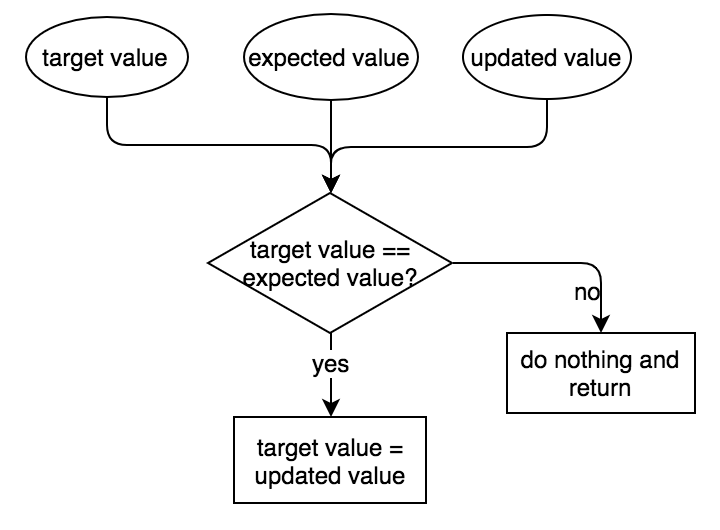 target value
expected value
updated value
target value ==
expected value?
no
yes
do nothing and
return
target value =
updated value